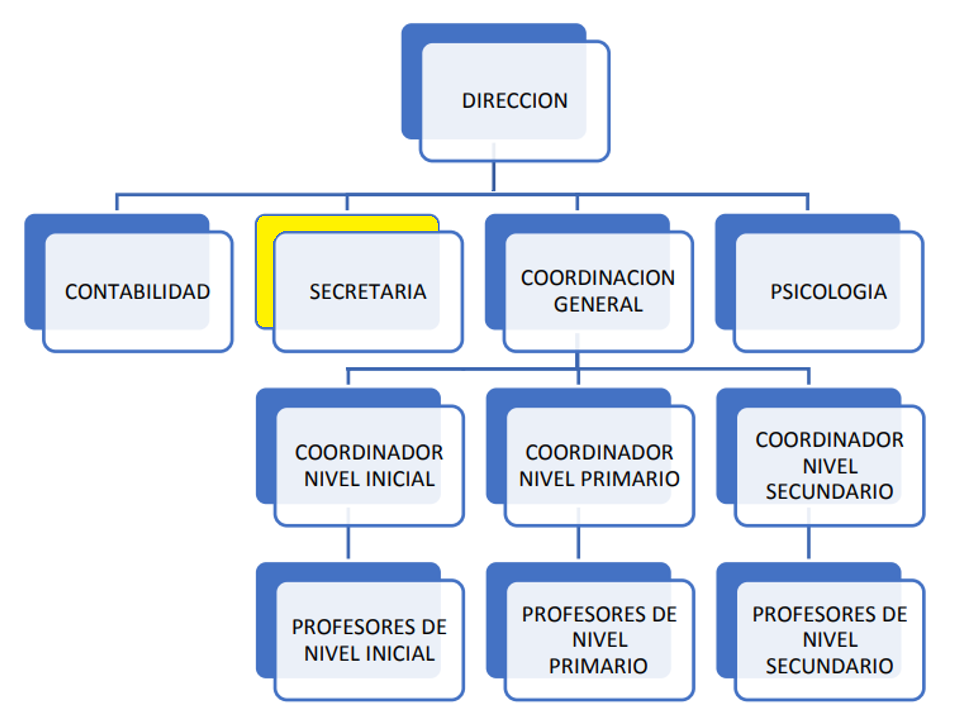 DIRECCION
CONTABILIDAD
SECRETARIA
COORDINACION
GENERAL
PSICOLOGIA
COORDINADOR
NIVEL INICIAL
COORDINADOR
NIVEL PRIMARIO
COORDINADOR
NIVEL
SECUNDARIO
PROFESORES DE
NIVEL INICIAL
PROFESORES DE
NIVEL
PRIMARIO
PROFESORES DE
NIVEL
SECUNDARIO